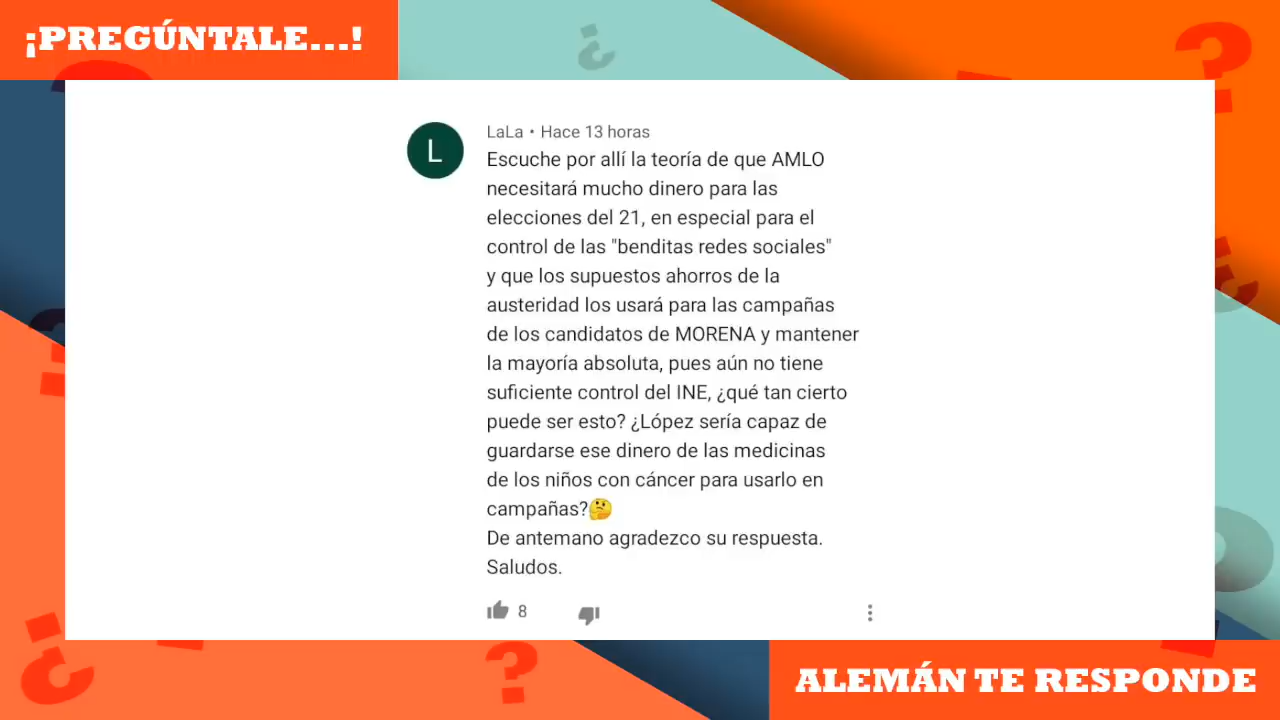 ¡PREGÚNTALE...!
L
LaLa • Hace 13 horas
Escuche por allí la teoría de que AMLO
necesitará mucho dinero para las
elecciones del 21, en especial para el
control de las "benditas redes sociales"
y que los supuestos ahorros de la
austeridad los usará para las campañas
de los candidatos de MORENA y mantener
la mayoría absoluta, pues aún no tiene
suficiente control del INE, ¿qué tan cierto
puede ser esto? ¿López sería capaz de
guardarse ese dinero de las medicinas
de los niños con cáncer para usarlo en
campañas?🤔
De antemano agradezco su respuesta.
Saludos.
8
ALEMÁN TE RESPONDE